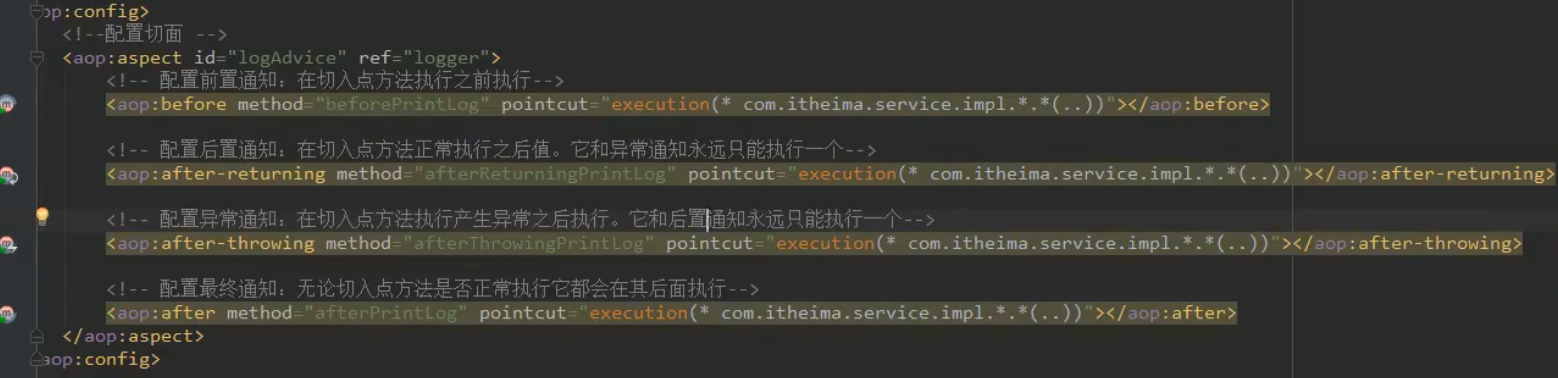 op:config>
<!--配置切面 -->
<aop:aspect id="logAdvice" ref="logger">
<!-- 配置前置通知：在切入点方法执行之前执行-->
<aop:before method="beforePrintLog" pointcut="execution(* com.itheima.service.impl.*.*(..))"></aop:before>
<!-- 配置后置通知：在切入点方法正常执行之后值。它和异常通知永远只能执行一个-->
<aop:after-returning method="afterReturningPrintLog" pointcut="execution(* com.itheima.service.impl.*.*(..))"></aop:after-returning>
<!-- 配置异常通知：在切入点方法执行产生异常之后执行。它和后置通知永远只能执行一个-->
<aop:after-throwing method="afterThrowingPrintLog" pointcut="execution(* com.itheima.service.impl.*.*(..))"></aop:after-throwing>
<!-- 配置最终通知：无论切入点方法是否正常执行它都会在其后面执行-->
<aop:after method="afterPrintLog" pointcut="execution(* com.itheima.service.impl.*.*(..))"></aop:after>
</aop:aspect>
aop:config>